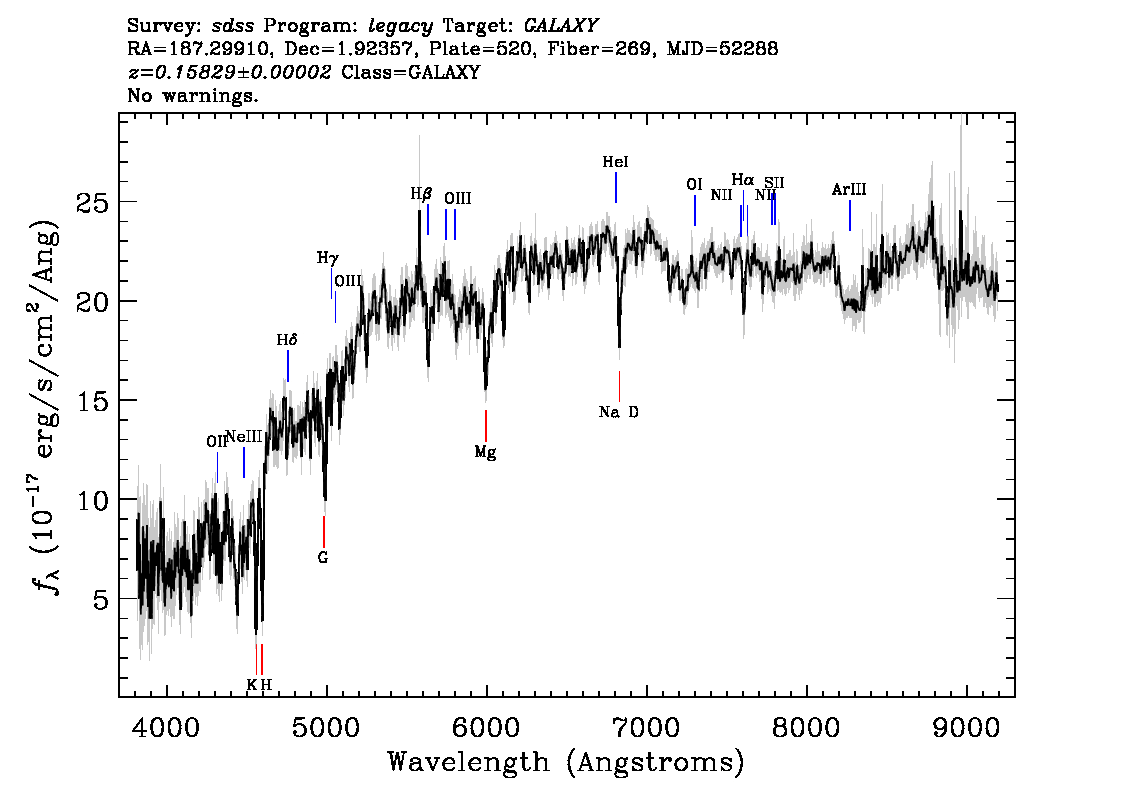 Survey: sdss Program: legacy Target: GALAXY
RA=187.29910, Dec=1.92357, Plate=520, Fiber=269, MJD=52288
z=0.15829±0.00002 Class=GALAXY
No warnings.
HeI
Hβ OIII
OI NII Hα NII SII ArIII
Hγ
OIII
Hδ
OII NeIII
Na D
Mg
G
K H
25
20
15
10
5
fλ (10⁻¹⁷ erg/s/cm²/Ang)
4000 5000 6000 7000 8000 9000
Wavelength (Angstroms)